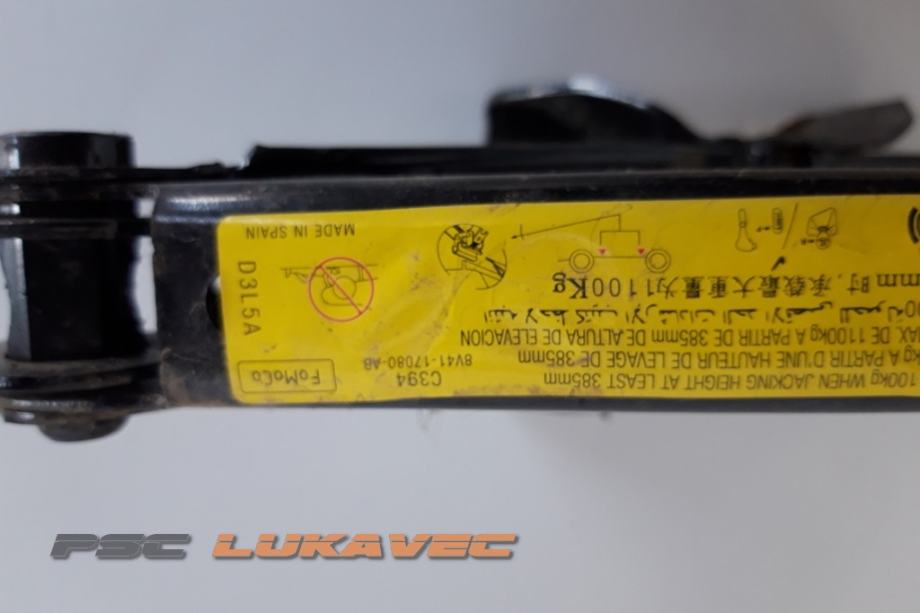 100kg WHEN JACKING HEIGHT AT LEAST 385mm
kg A PARTIR D'UNE HAUTEUR DE LEVAGE DE 385mm
MAX. DE 1100kg A PARTIR DE 385mm DE ALTURA DE ELEVACION
mm 时, 承载最大重量为1100Kg
C394
8V41-17080-AB
FoMoCo
MADE IN SPAIN
D3L5A
PSC LUKAVEC